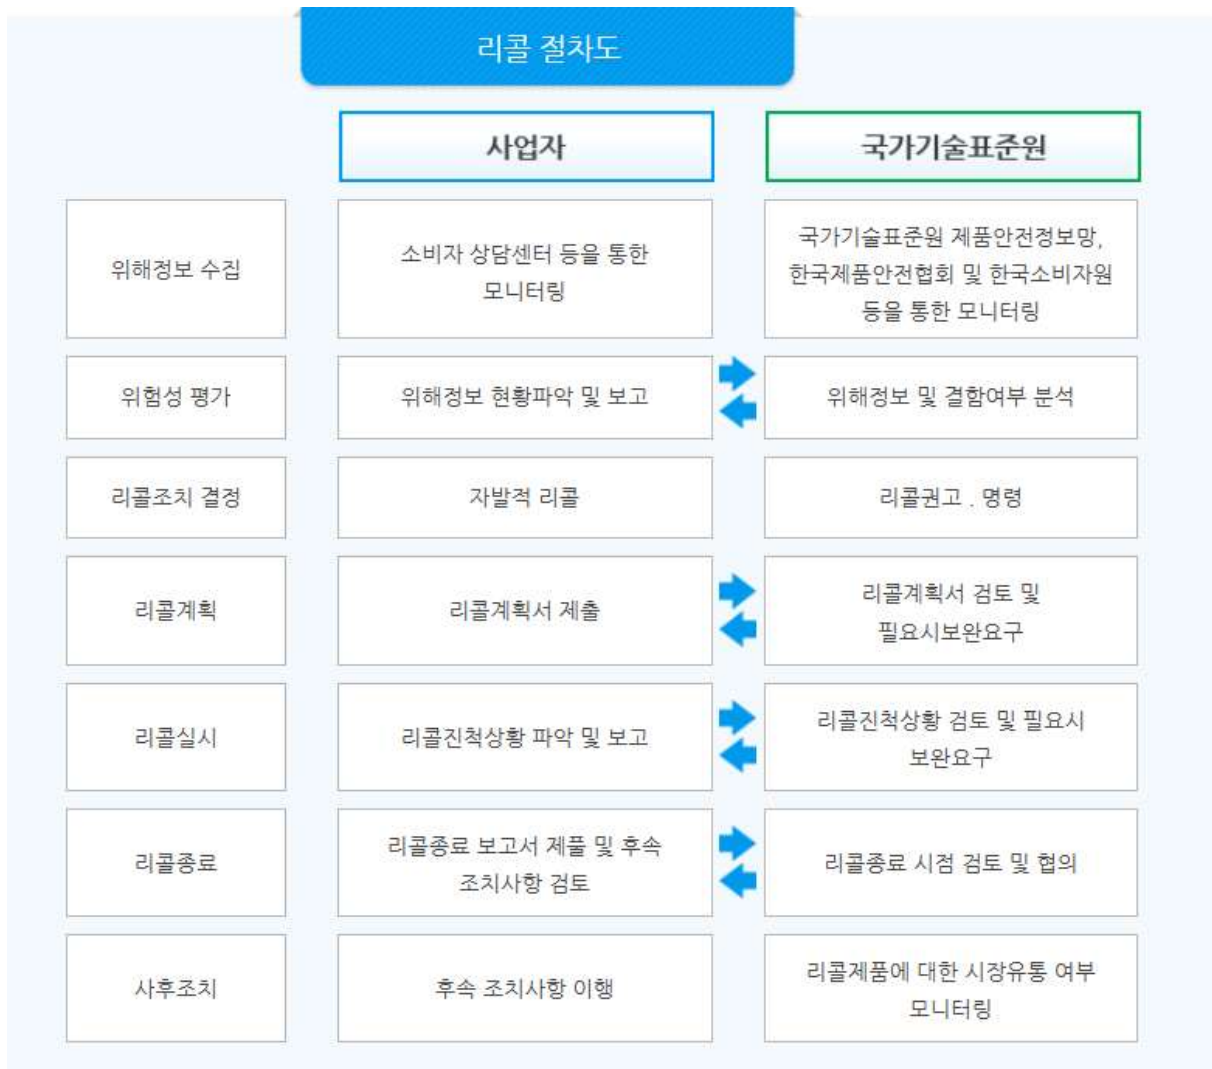 리콜 절차도
사업자
국가기술표준원
위해정보 수집
소비자 상담센터 등을 통한
모니터링
국가기술표준원 제품안전정보망,
한국제품안전협회 및 한국소비자원
등을 통한 모니터링
위험성 평가
위해정보 현황파악 및 보고
위해정보 및 결함여부 분석
리콜조치 결정
자발적 리콜
리콜권고 . 명령
리콜계획
리콜계획서 제출
리콜계획서 검토 및
필요시보완요구
리콜실시
리콜진척상황 파악 및 보고
리콜진척상황 검토 및 필요시
보완요구
리콜종료
리콜종료 보고서 제풀 및 후속
조치사항 검토
리콜종료 시점 검토 및 협의
사후조치
후속 조치사항 이행
리콜제품에 대한 시장유통 여부
모니터링